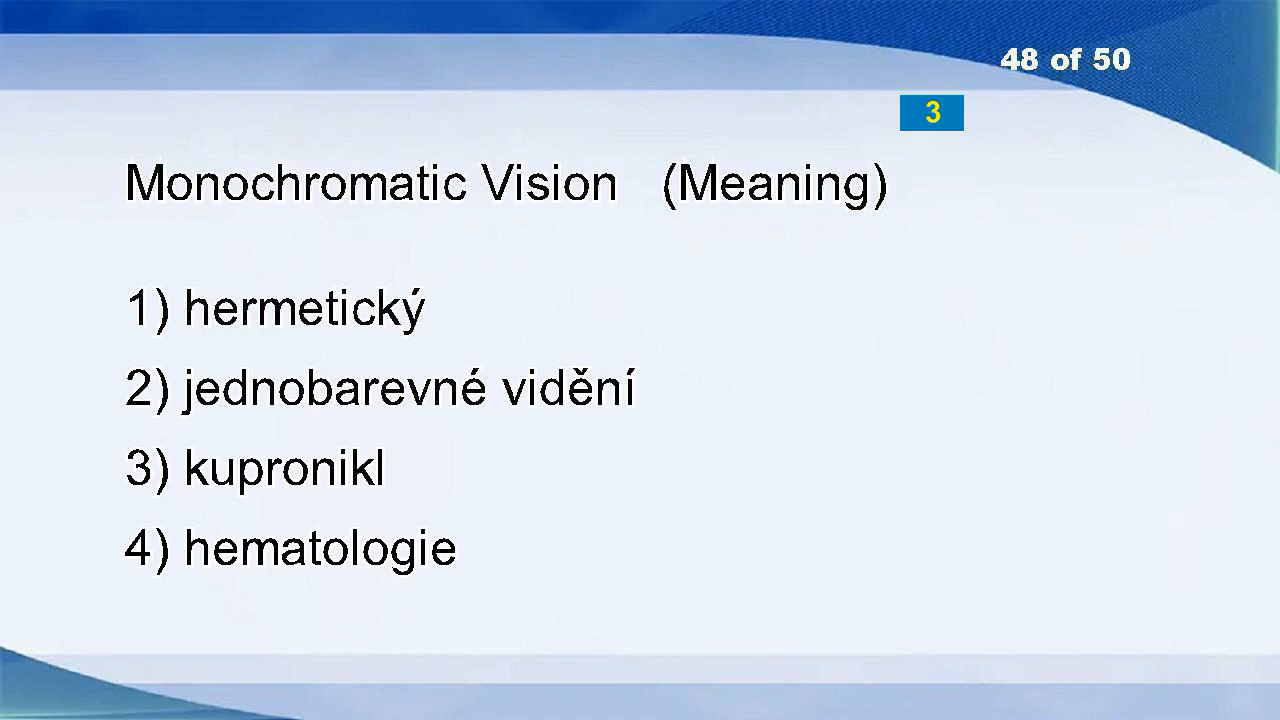 48 of 50
3
Monochromatic Vision (Meaning)
1) hermetický
2) jednobarevné vidění
3) kupronikl
4) hematologie